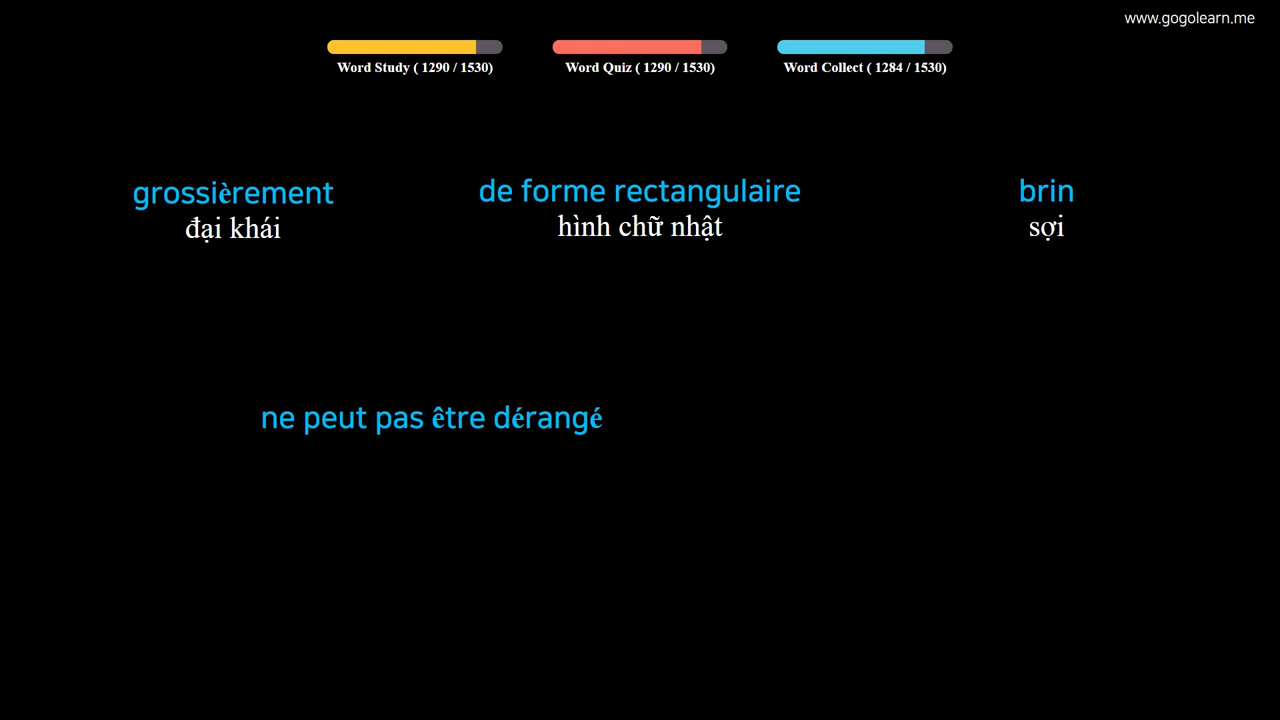 www.gogolearn.me
Word Study ( 1290 / 1530)
Word Quiz ( 1290 / 1530)
Word Collect ( 1284 / 1530)
grossièrement
đại khái
de forme rectangulaire
hình chữ nhật
brin
sợi
ne peut pas être dérangé